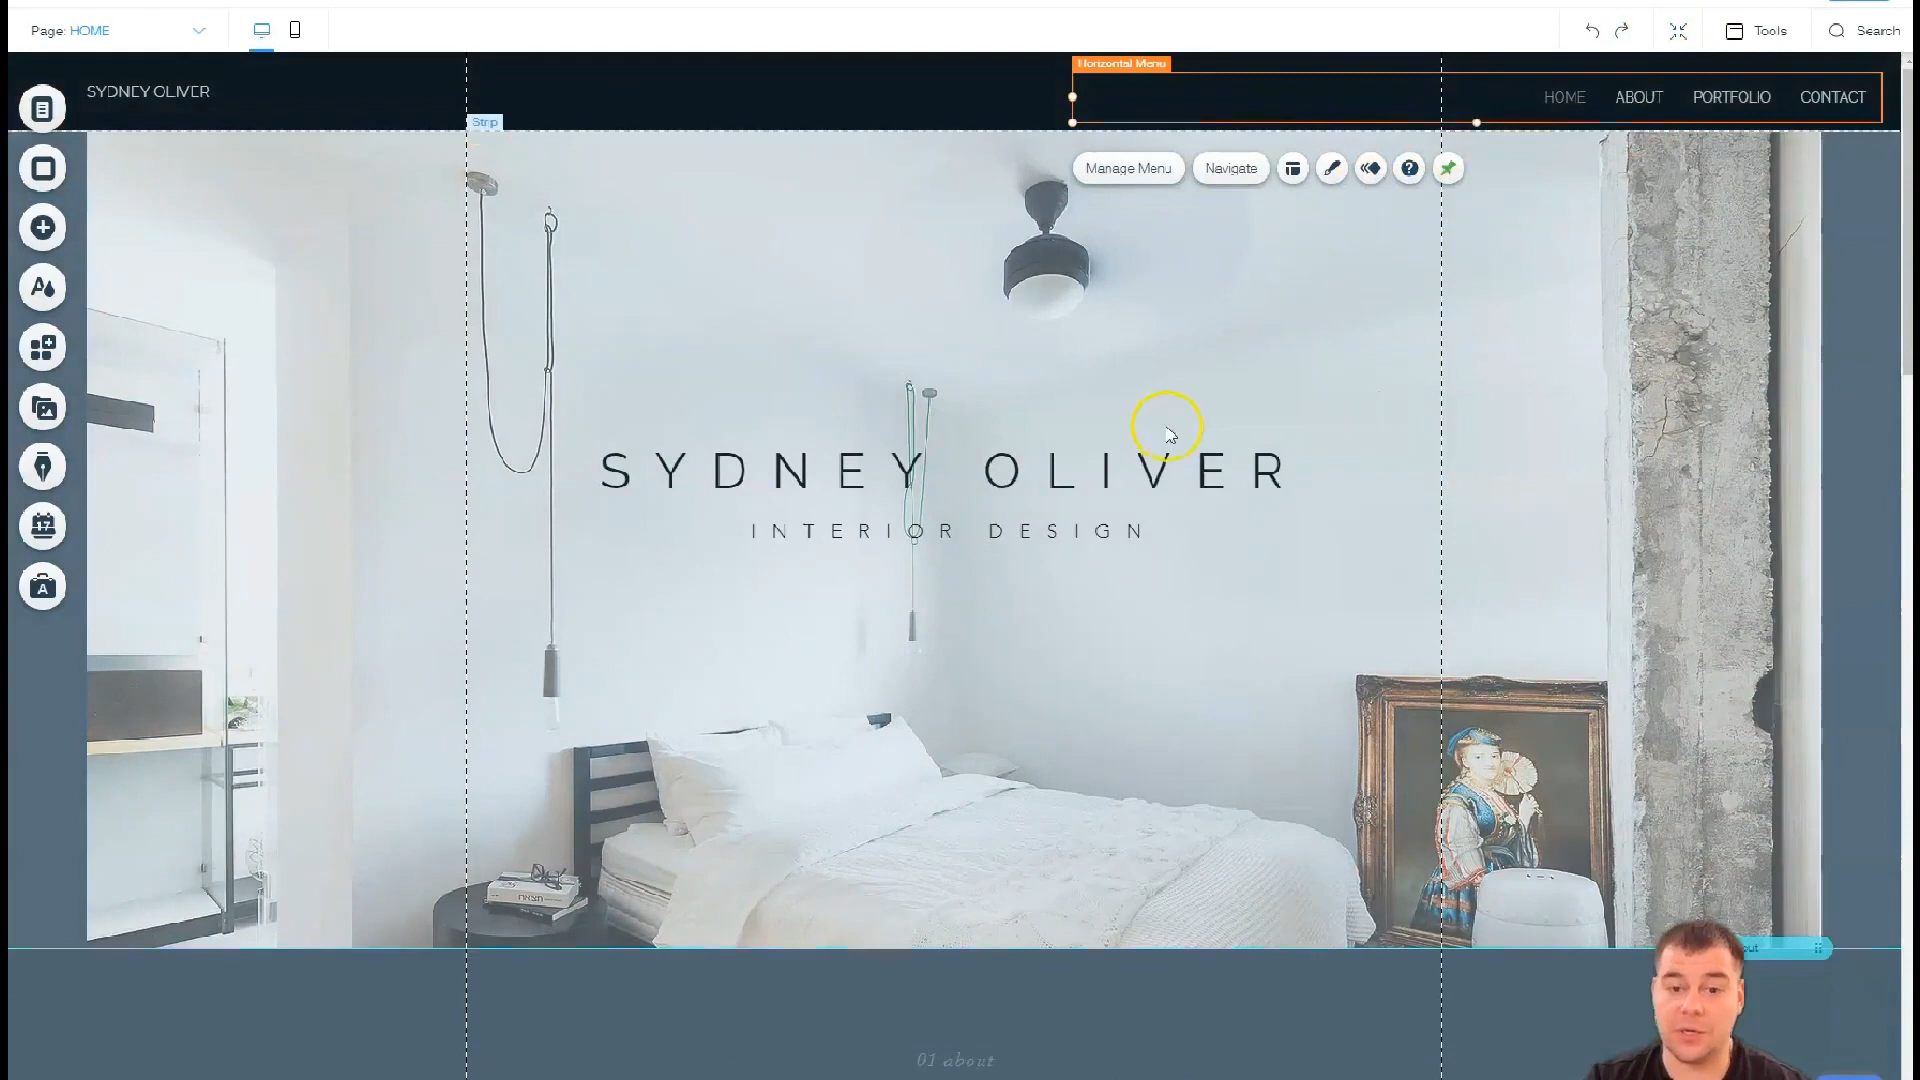 Page: HOME
Tools
Search
SYDNEY OLIVER
Horizontal Menu
HOME ABOUT PORTFOLIO CONTACT
Strip
Manage Menu
Navigate
?
A
17
A
SYDNEY OLIVER
INTERIOR DESIGN
01 about